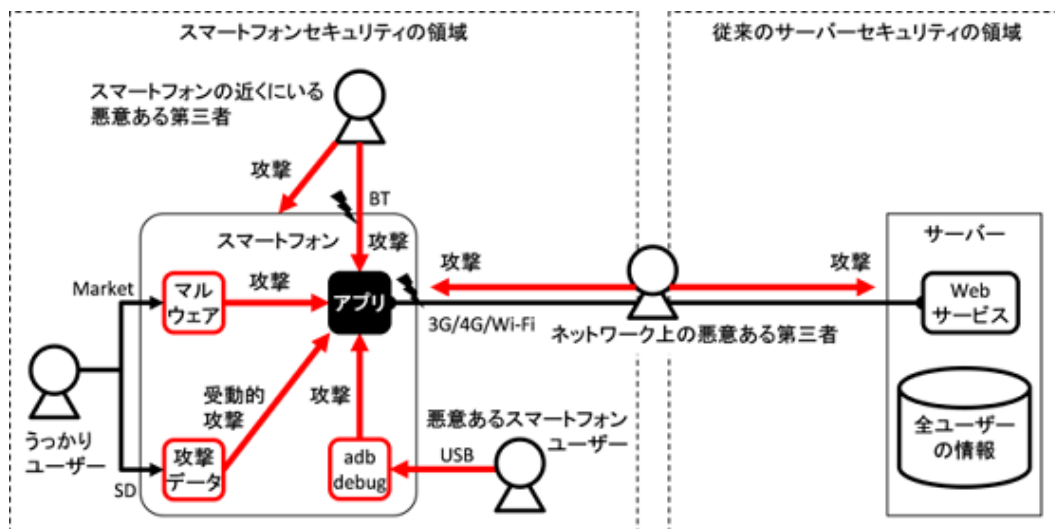 スマートフォンセキュリティの領域
従来のサーバーセキュリティの領域
スマートフォンの近くにいる
悪意ある第三者
攻撃
BT
スマートフォン
攻撃
サーバー
Market
マル
ウェア
攻撃
アプリ
攻撃
攻撃
Web
サービス
3G/4G/Wi-Fi
ネットワーク上の悪意ある第三者
受動的
攻撃
攻撃
悪意あるスマートフォン
ユーザー
うっかり
ユーザー
SD
攻撃
データ
adb
debug
USB
全ユーザー
の情報